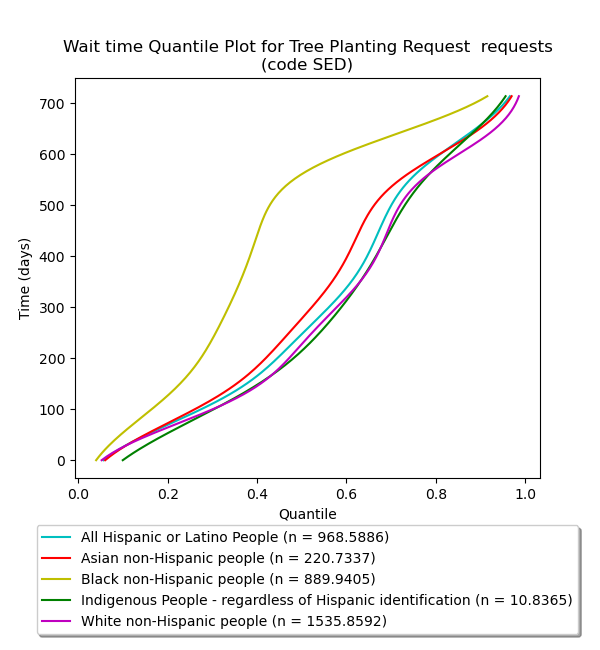 Wait time Quantile Plot for Tree Planting Request  requests
(code SED)
700
600
500
400
300
200
100
0
Time (days)
0.0 0.2 0.4 0.6 0.8 1.0
Quantile
All Hispanic or Latino People (n = 968.5886)
Asian non-Hispanic people (n = 220.7337)
Black non-Hispanic people (n = 889.9405)
Indigenous People - regardless of Hispanic identification (n = 10.8365)
White non-Hispanic people (n = 1535.8592)